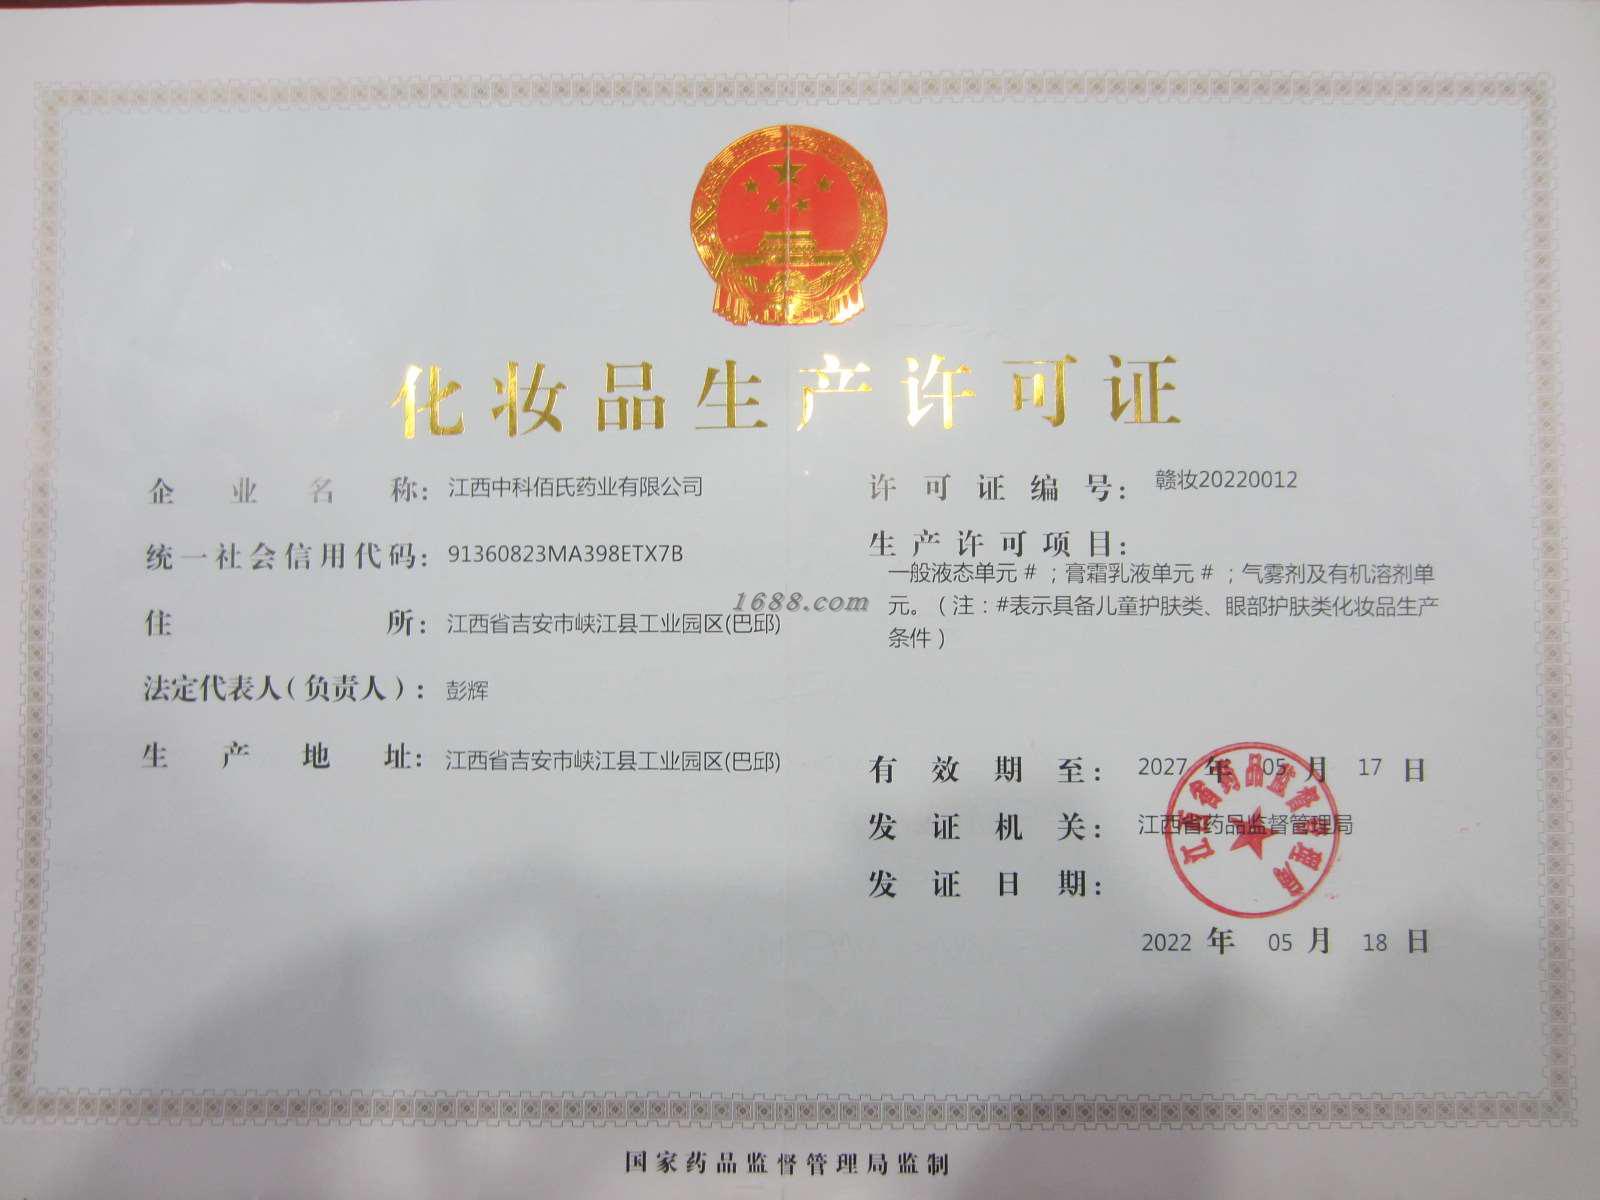 化妆品生产许可证
企业名称：江西中科佰氏药业有限公司
统一社会信用代码：91360823MA398ETX7B
住所：江西省吉安市峡江县工业园区(巴邱)
法定代表人（负责人）：彭辉
生产地址：江西省吉安市峡江县工业园区(巴邱)
许可证编号：赣妆20220012
生产许可项目：
一般液态单元#；膏霜乳液单元#；气雾剂及有机溶剂单
元。（注：#表示具备儿童护肤类、眼部护肤类化妆品生产
条件）
有效期至：2027年05月17日
发证机关：江西省药品监督管理局
发证日期：
2022年05月18日
江西省药品监督管理局
1688.com
国家药品监督管理局监制